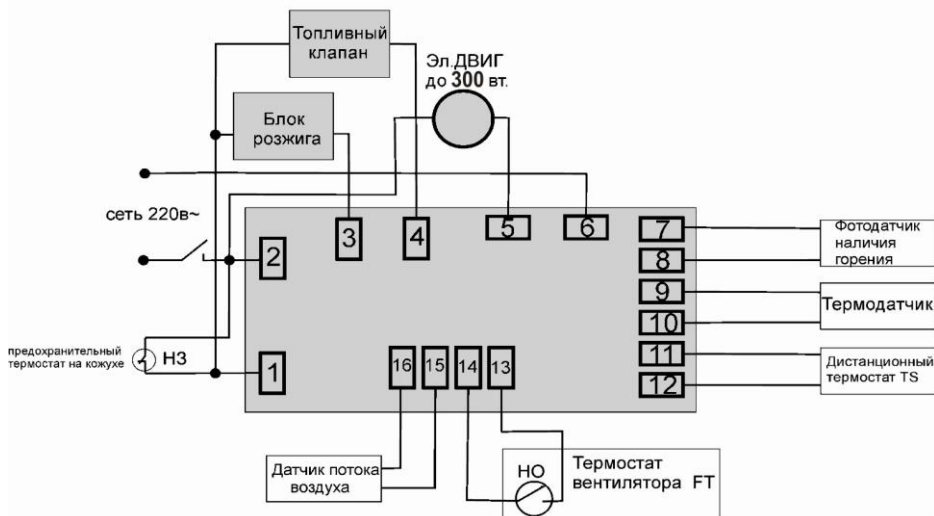 Топливный
клапан
Эл.ДВИГ
до 300 вт.
Блок
розжига
сеть 220в~
3
4
5
6
7
8
9
10
11
12
2
1
16
15
14
13
Фотодатчик
наличия
горения
Термодатчик
Дистанционный
термостат TS
предохранительный
термостат на кожухе
НЗ
Датчик потока
воздуха
НО
Термостат
вентилятора FT